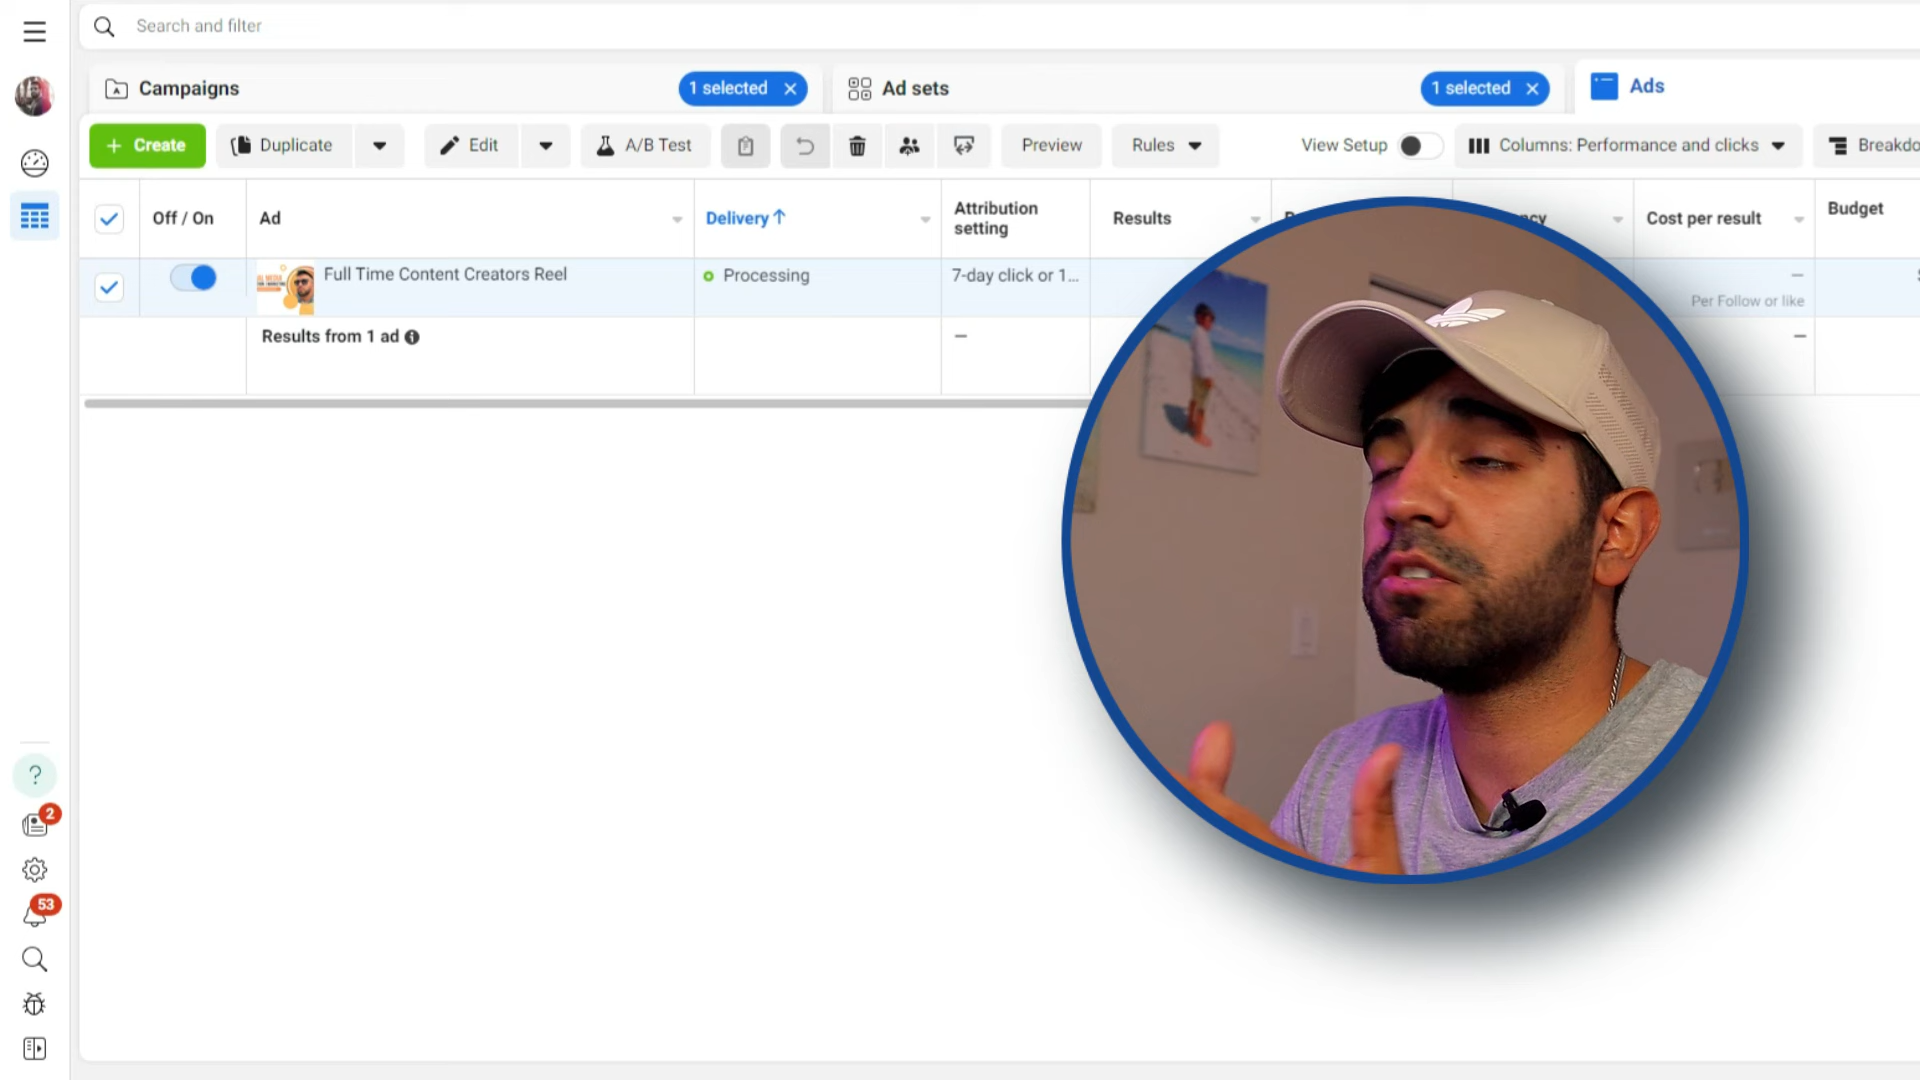 Search and filter
Campaigns
1 selected
Ad sets
1 selected
Ads
Create
Duplicate
Edit
A/B Test
Preview
Rules
View Setup
Columns: Performance and clicks
Breakdo
Off / On
Ad
Delivery
Attribution
setting
Results
Cost per result
Budget
Full Time Content Creators Reel
Processing
7-day click or 1...
—
Per Follow or like
Results from 1 ad
—
—
?
2
53